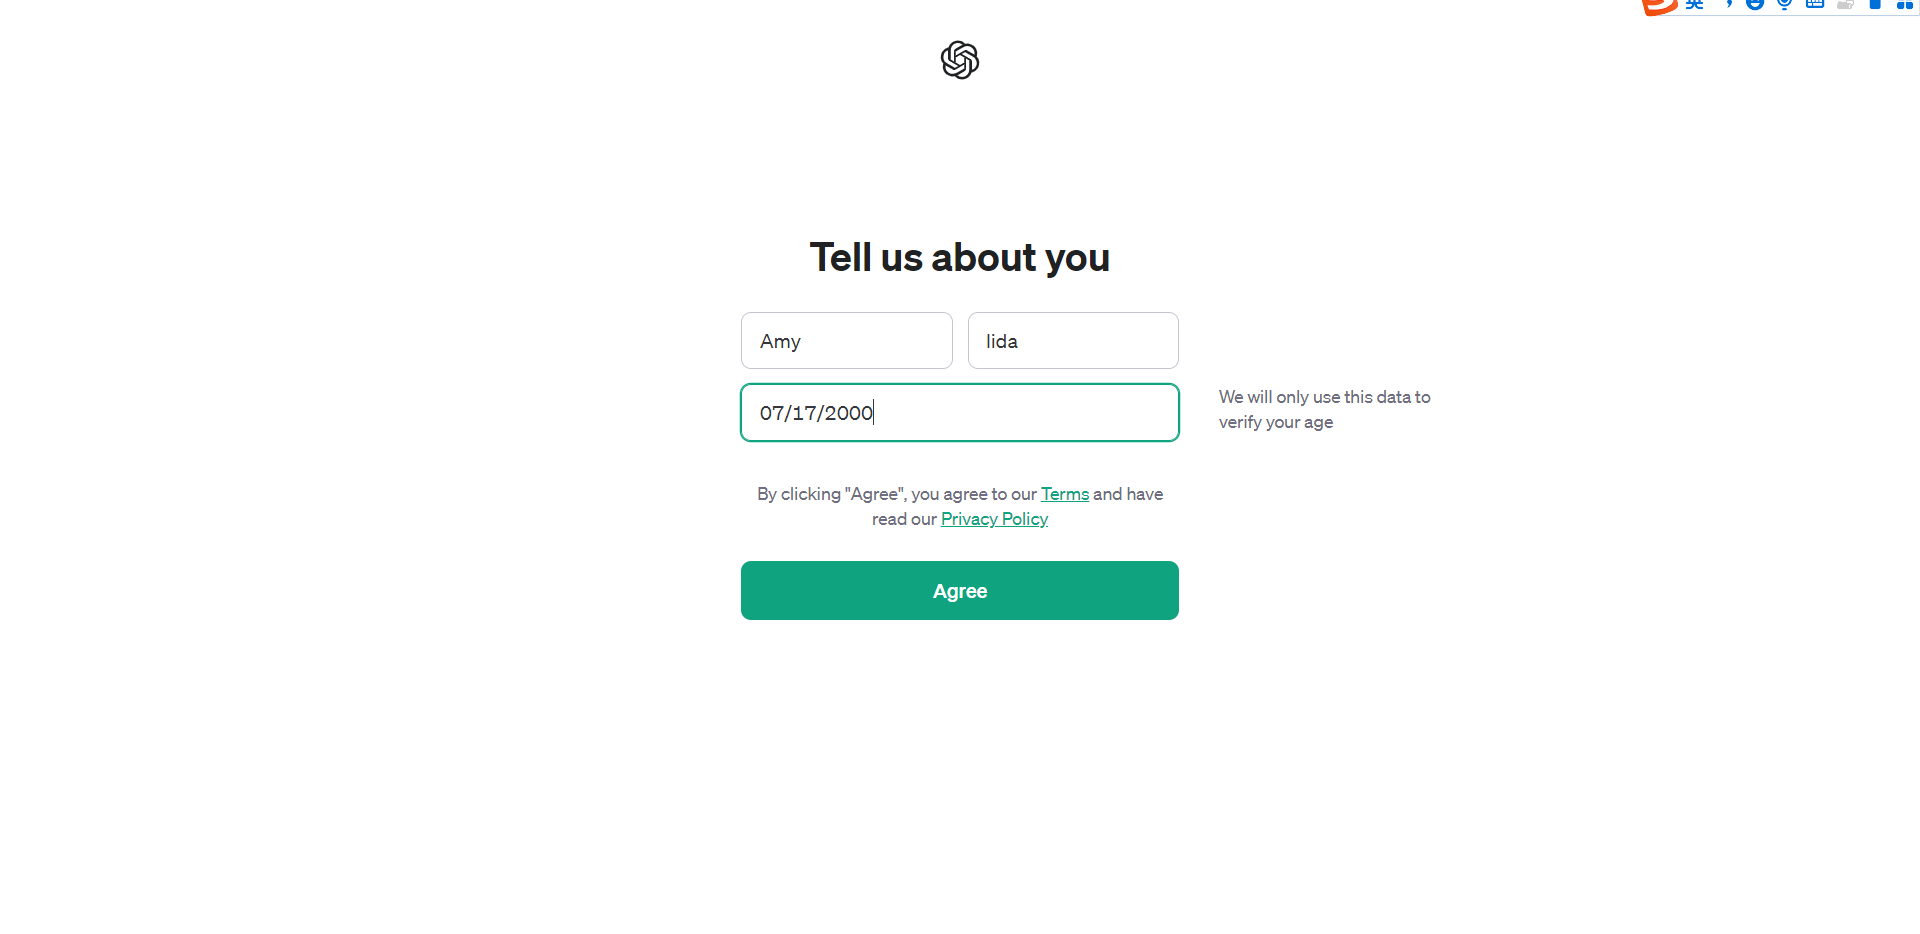 英
Tell us about you
Amy
lida
07/17/2000
We will only use this data to
verify your age
By clicking "Agree", you agree to our Terms and have
read our Privacy Policy
Agree